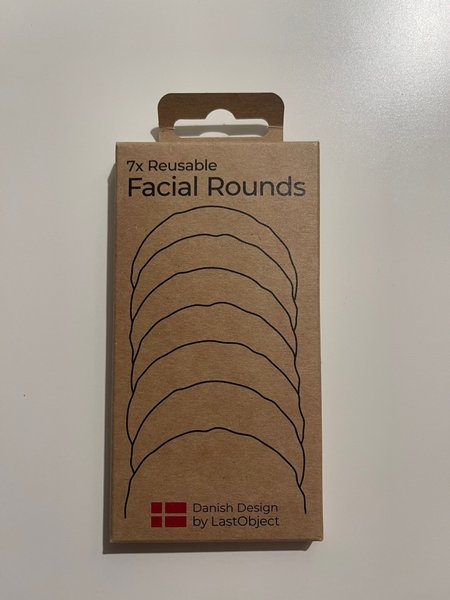 7x Reusable
Facial Rounds
Danish Design
by LastObject